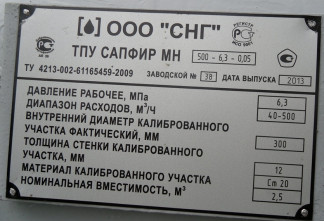 ООО "СНГ"
ТПУ САПФИР МН 500 - 6,3 - 0,05
ТУ 4213-002-61165459-2009 ЗАВОДСКОЙ № 38 ДАТА ВЫПУСКА 2013
ДАВЛЕНИЕ РАБОЧЕЕ, МПа 6,3
ДИАПАЗОН РАСХОДОВ, М³/Ч 40-500
ВНУТРЕННИЙ ДИАМЕТР КАЛИБРОВАННОГО
УЧАСТКА ФАКТИЧЕСКИЙ, ММ 300
ТОЛЩИНА СТЕНКИ КАЛИБРОВАННОГО
УЧАСТКА, ММ 12
МАТЕРИАЛ КАЛИБРОВАННОГО УЧАСТКА Ст 20
НОМИНАЛЬНАЯ ВМЕСТИМОСТЬ, М³ 2,5